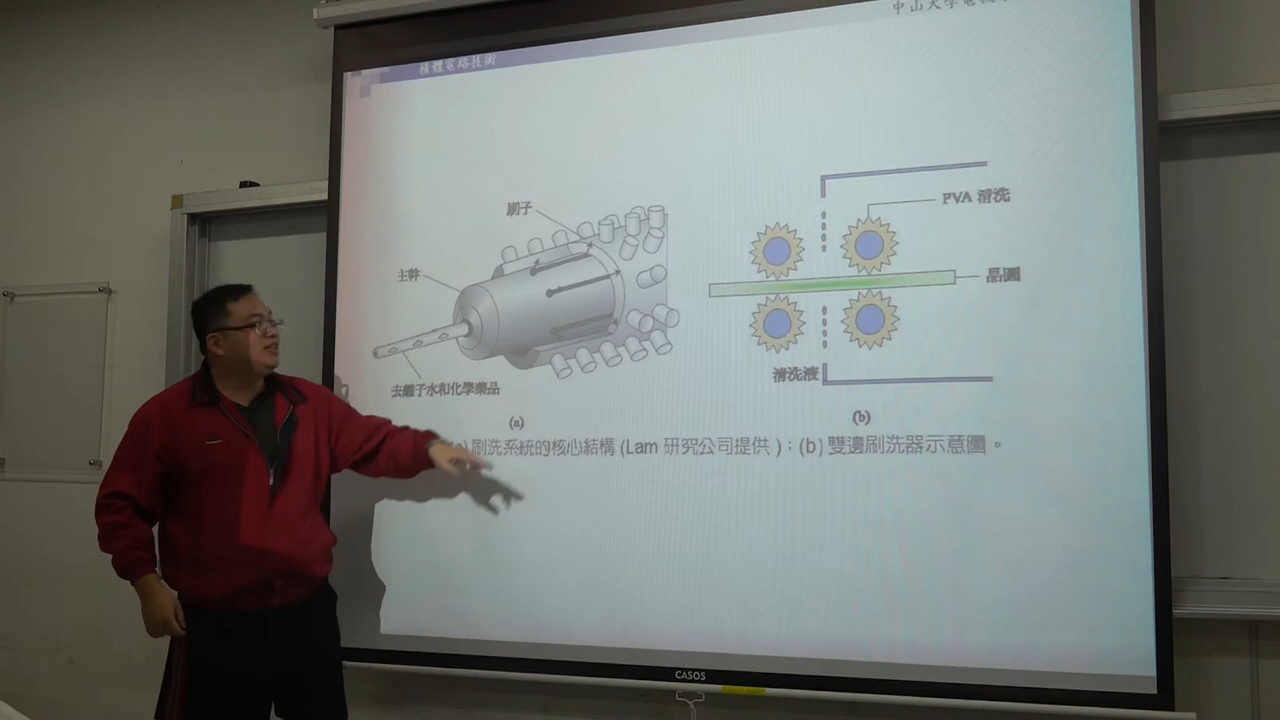 中山大學電機
積體電路技術
刷子
主幹
去離子水和化學藥品
(a)
PVA 清洗
晶圓
清洗液
(b)
(a) 刷洗系統的核心結構 (Lam 研究公司提供)：(b) 雙邊刷洗器示意圖。
CASOS